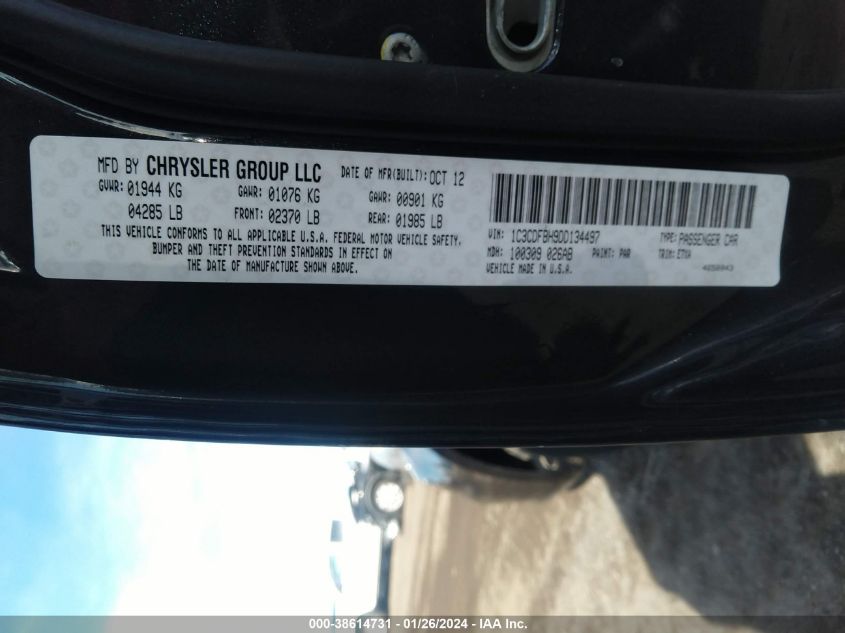 MFD BY CHRYSLER GROUP LLC DATE OF MFR(BUILT): OCT 12
GVWR: 01944 KG GAWR: 01076 KG GAWR: 00901 KG
04285 LB FRONT: 02370 LB REAR: 01985 LB
THIS VEHICLE CONFORMS TO ALL APPLICABLE U.S.A. FEDERAL MOTOR VEHICLE SAFETY,
BUMPER AND THEFT PREVENTION STANDARDS IN EFFECT ON
THE DATE OF MANUFACTURE SHOWN ABOVE.
VIN: 1C3CDFBH9DD134497 TYPE: PASSENGER CAR
MDH: 100309 026AB PAINT: PAR TRIM: E7XA
VEHICLE MADE IN U.S.A.
000-38614731 - 01/26/2024 - IAA Inc.